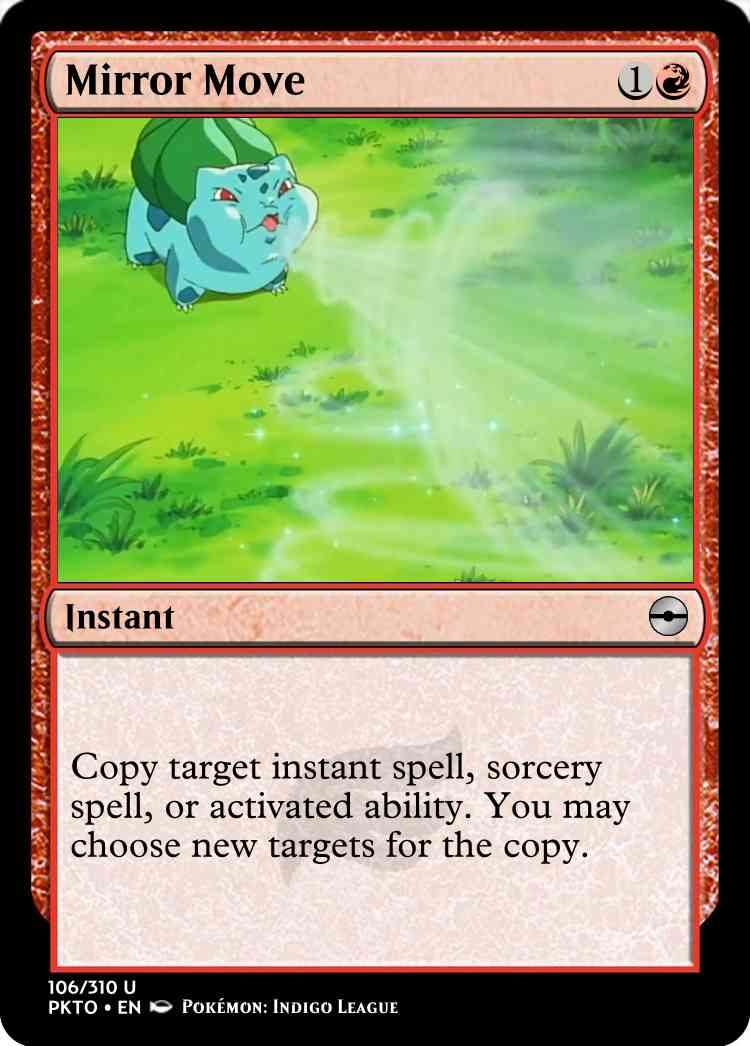 Mirror Move 1
Instant
Copy target instant spell, sorcery
spell, or activated ability. You may
choose new targets for the copy.
106/310 U
PKTO • EN Pokémon: Indigo League